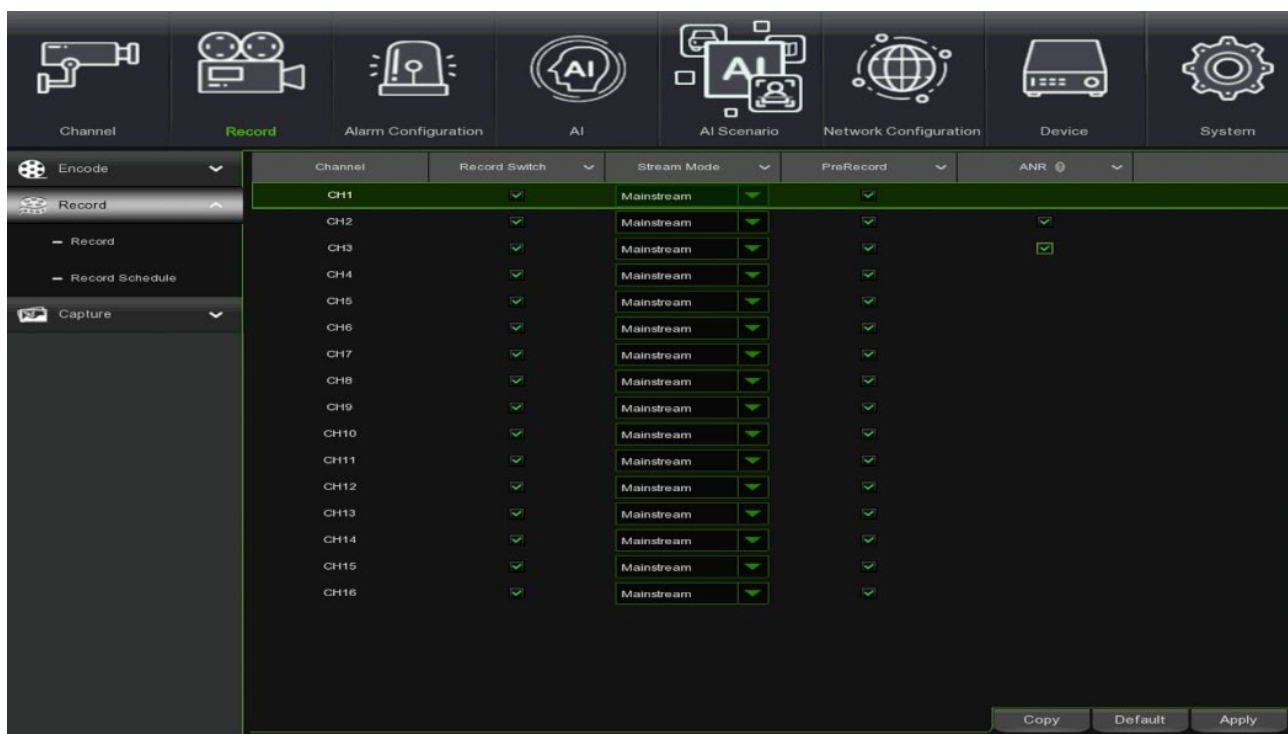 AI
AI
Channel Record Alarm Configuration AI AI Scenario Network Configuration Device System
Encode Channel Record Switch Stream Mode PreRecord ANR
Record CH1 Mainstream
CH2 Mainstream
Record CH3 Mainstream
Record Schedule CH4 Mainstream
CH5 Mainstream
Capture CH6 Mainstream
CH7 Mainstream
CH8 Mainstream
CH9 Mainstream
CH10 Mainstream
CH11 Mainstream
CH12 Mainstream
CH13 Mainstream
CH14 Mainstream
CH15 Mainstream
CH16 Mainstream
Copy Default Apply